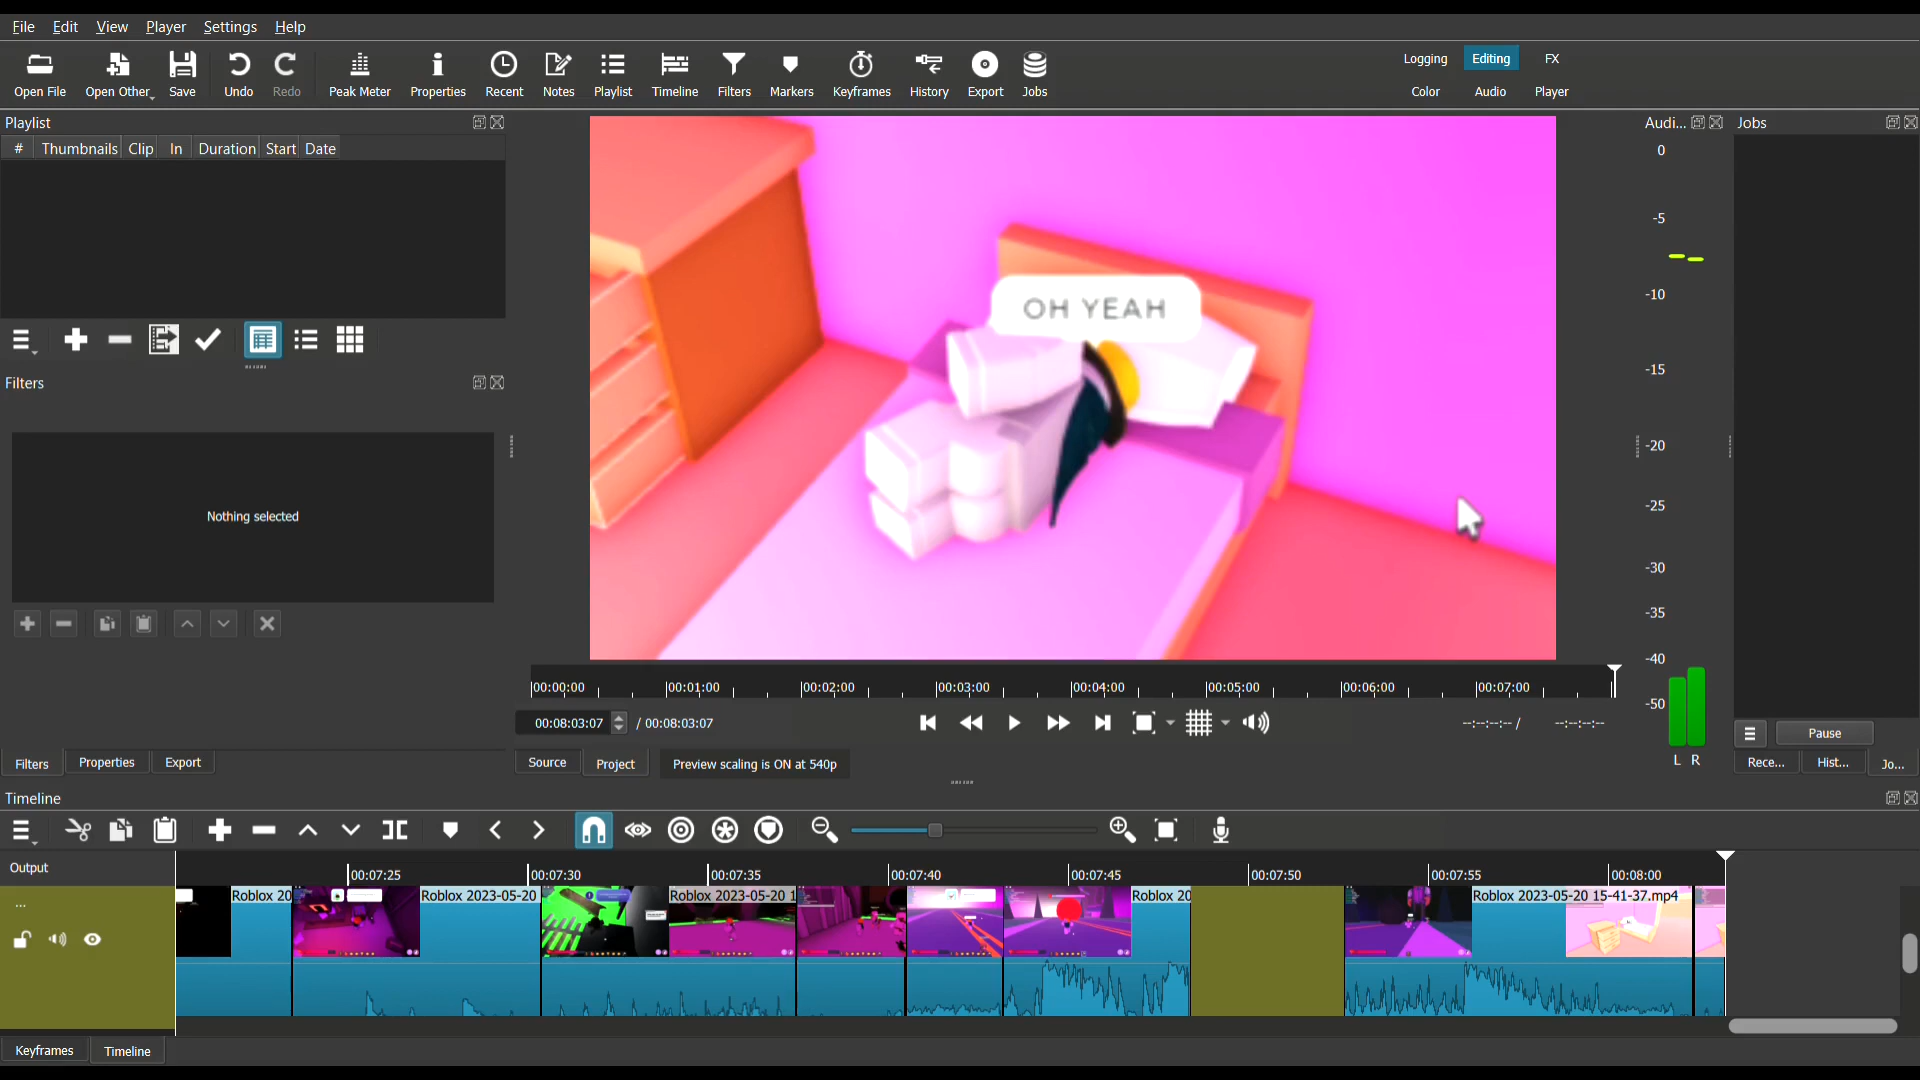 File Edit View Player Settings Help
Open File Open Other Save Undo Redo Peak Meter Properties Recent Notes Playlist Timeline Filters Markers Keyframes History Export Jobs
Logging Editing FX
Color Audio Player
Playlist
# Thumbnails Clip In Duration Start Date
Filters
Nothing selected
Filters Properties Export
OH YEAH
00:00:00 00:01:00 00:02:00 00:03:00 00:04:00 00:05:00 00:06:00 00:07:00
00:08:03:07 / 00:08:03:07 --:--:--:-- / --:--:--:--
Source Project Preview scaling is ON at 540p
Audi...
0
-5
-10
-15
-20
-25
-30
-35
-40
-50
L R
Jobs
Pause
Rece... Hist... Jo...
Timeline
Output
00:07:25 00:07:30 00:07:35 00:07:40 00:07:45 00:07:50 00:07:55 00:08:00
...
Roblox 20 Roblox 2023-05-20 Roblox 2023-05-20 1 Roblox 20 Roblox 2023-05-20 15-41-37.mp4
Keyframes Timeline